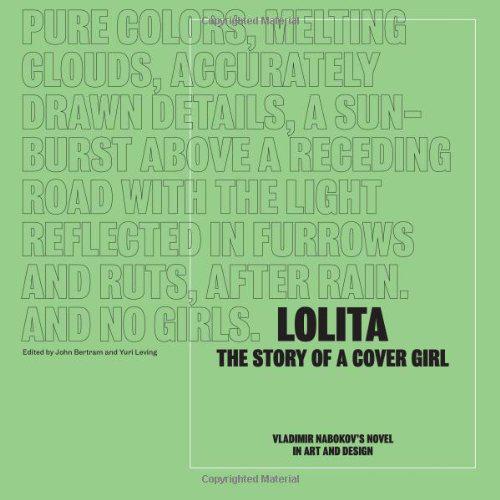 Copyrighted Material
PURE COLORS, MELTING
CLOUDS, ACCURATELY
DRAWN DETAILS, A SUN-
BURST ABOVE A RECEDING
ROAD WITH THE LIGHT
REFLECTED IN FURROWS
AND RUTS, AFTER RAIN.
AND NO GIRLS. LOLITA
Edited by John Bertram and Yuri Leving
THE STORY OF A COVER GIRL
VLADIMIR NABOKOV'S NOVEL
IN ART AND DESIGN
Copyrighted Material